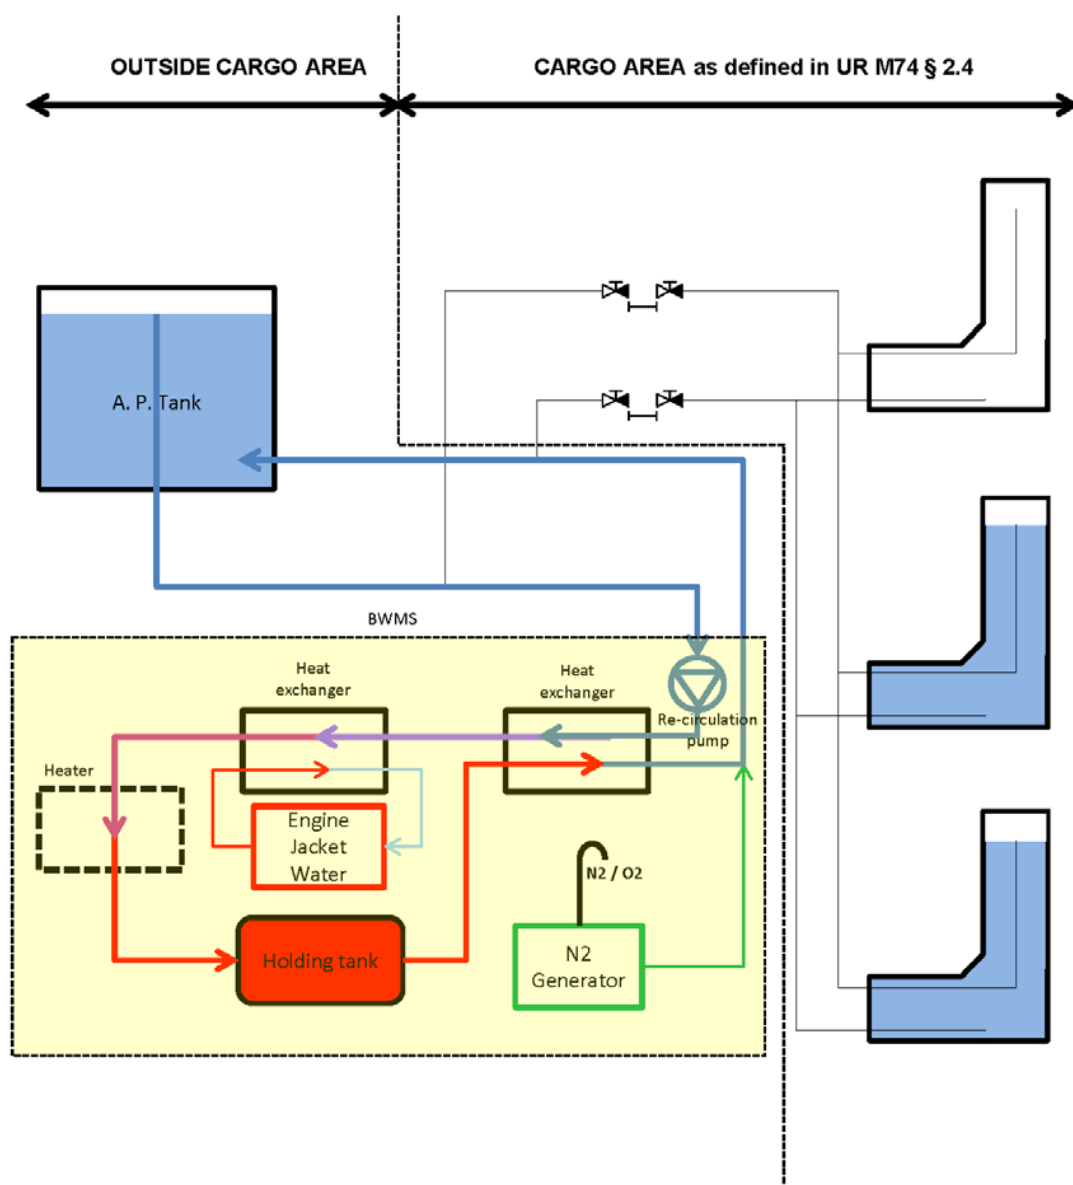 OUTSIDE CARGO AREA
CARGO AREA as defined in UR M74 § 2.4
A. P. Tank
BWMS
Heat
exchanger
Heat
exchanger
Re-circulation
pump
Heater
Engine
Jacket
Water
N2 / O2
Holding tank
N2
Generator